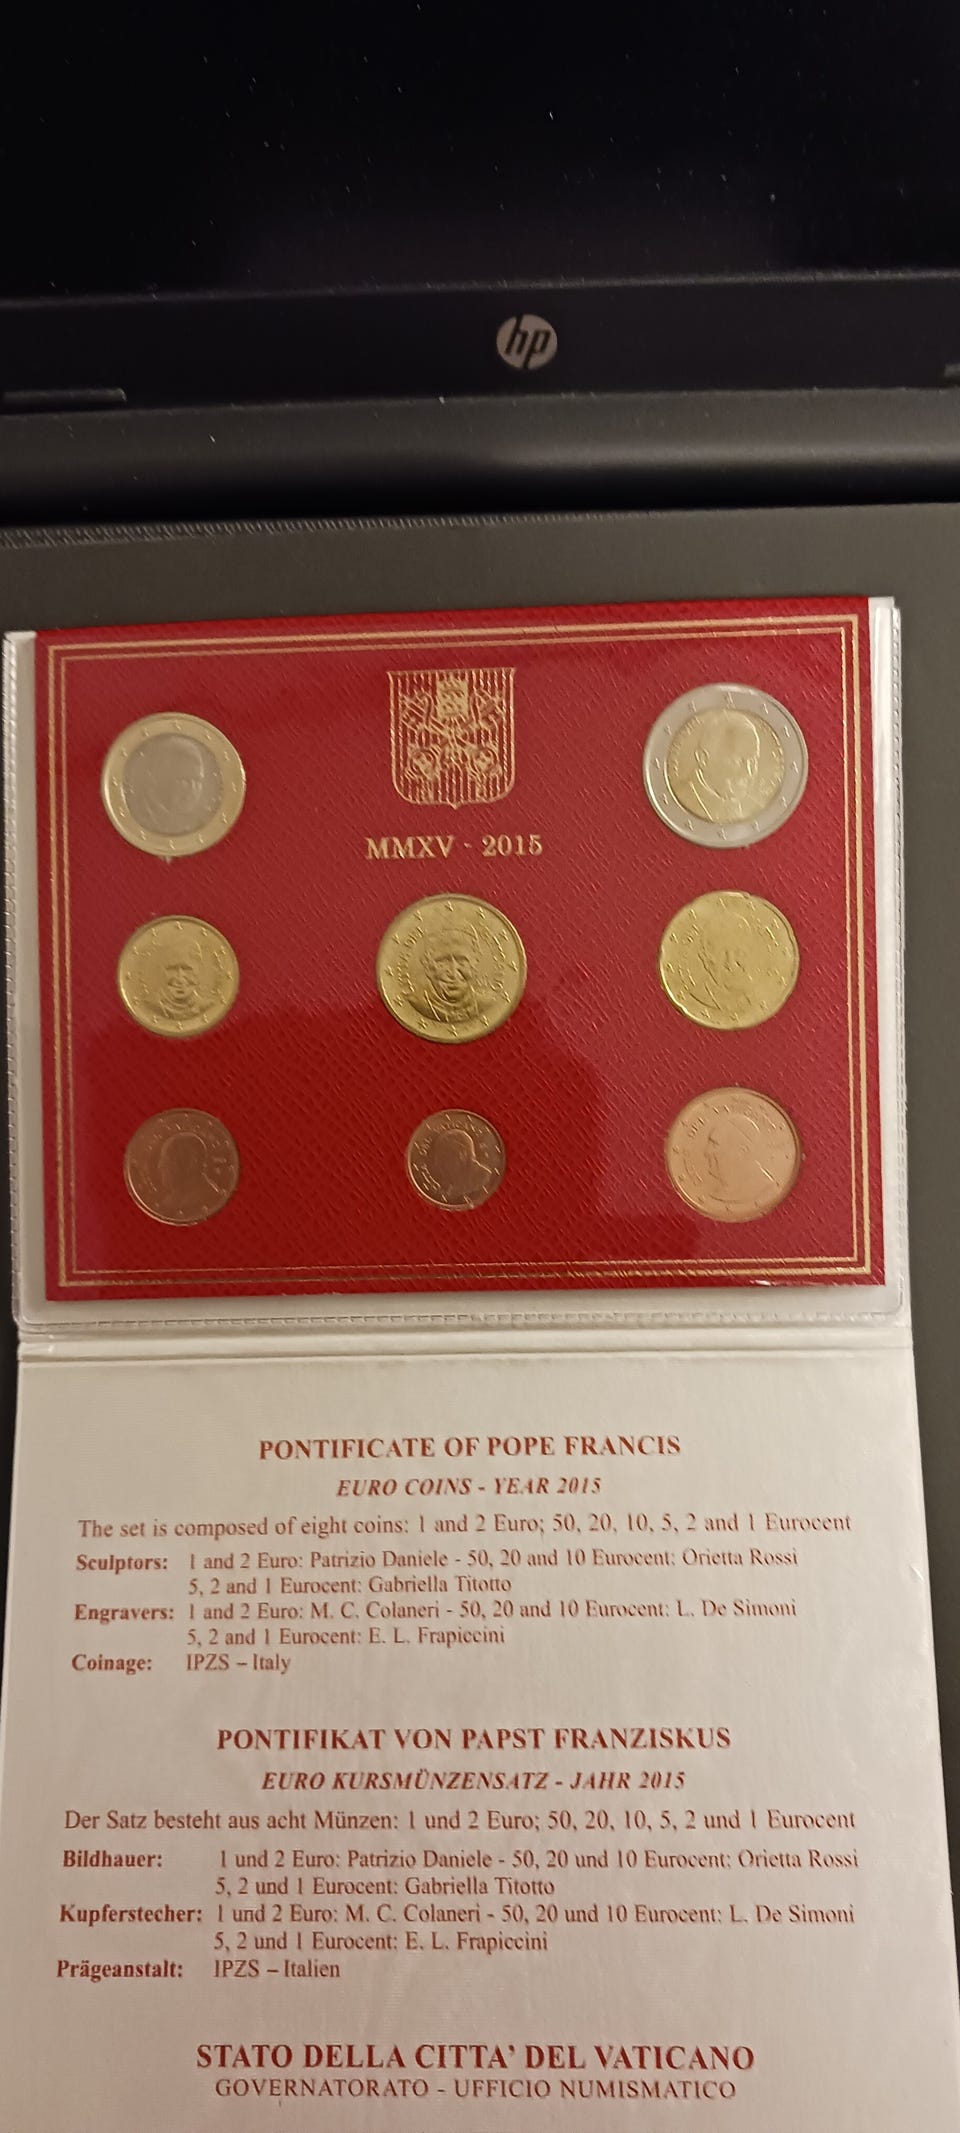 hp
MMXV - 2015
PONTIFICATE OF POPE FRANCIS
EURO COINS - YEAR 2015
The set is composed of eight coins: 1 and 2 Euro; 50, 20, 10, 5, 2 and 1 Eurocent
Sculptors: 1 and 2 Euro: Patrizio Daniele - 50, 20 and 10 Eurocent: Orietta Rossi
5, 2 and 1 Eurocent: Gabriella Titotto
Engravers: 1 and 2 Euro: M. C. Colaneri - 50, 20 and 10 Eurocent: L. De Simoni
5, 2 and 1 Eurocent: E. L. Frapiccini
Coinage: IPZS – Italy
PONTIFIKAT VON PAPST FRANZISKUS
EURO KURSMÜNZENSATZ - JAHR 2015
Der Satz besteht aus acht Münzen: 1 und 2 Euro; 50, 20, 10, 5, 2 und 1 Eurocent
Bildhauer: 1 und 2 Euro: Patrizio Daniele - 50, 20 und 10 Eurocent: Orietta Rossi
5, 2 und 1 Eurocent: Gabriella Titotto
Kupferstecher: 1 und 2 Euro: M. C. Colaneri - 50, 20 und 10 Eurocent: L. De Simoni
5, 2 und 1 Eurocent: E. L. Frapiccini
Prägeanstalt: IPZS – Italien
STATO DELLA CITTA' DEL VATICANO
GOVERNATORATO - UFFICIO NUMISMATICO